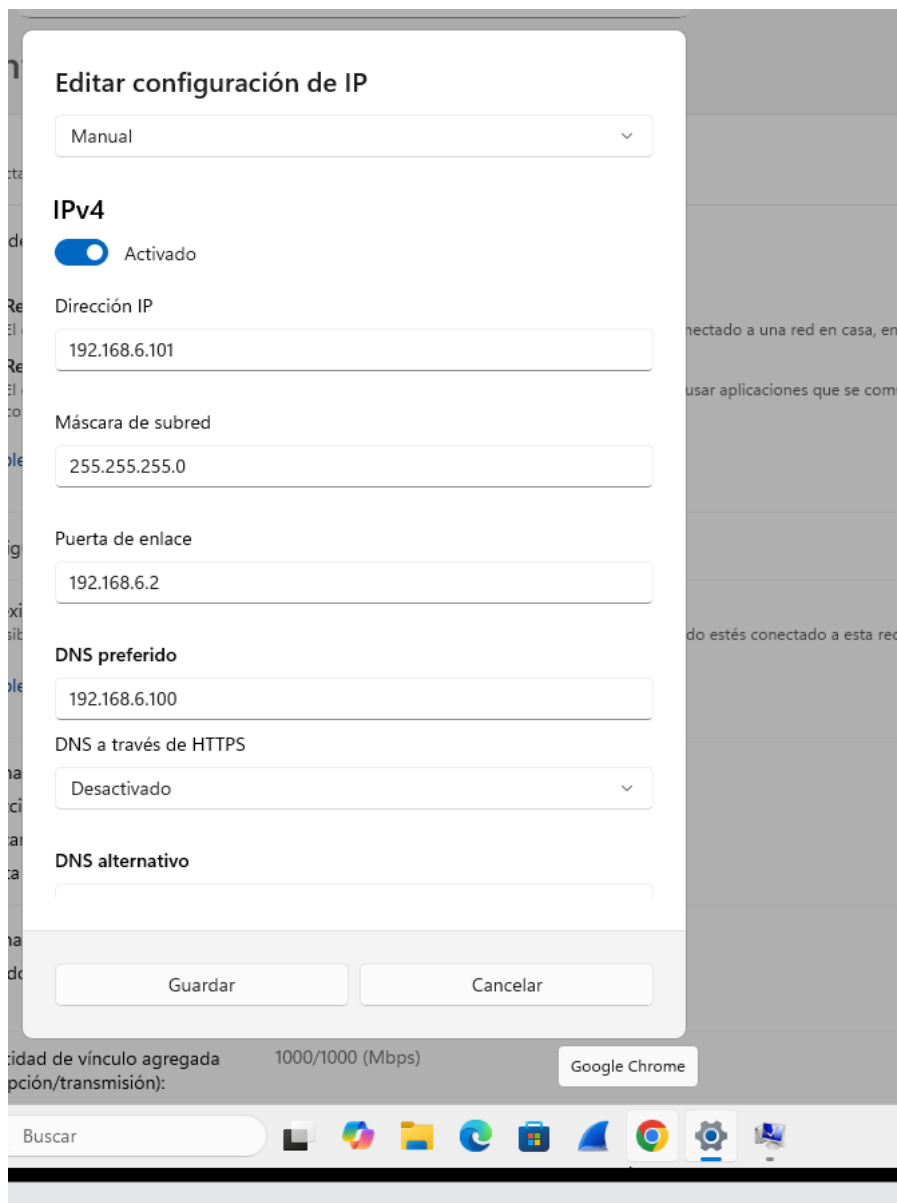 Editar configuración de IP
Manual
IPv4
Activado
Dirección IP
192.168.6.101
nectado a una red en casa, en
usar aplicaciones que se com
Máscara de subred
255.255.255.0
Puerta de enlace
192.168.6.2
do estés conectado a esta red
DNS preferido
192.168.6.100
DNS a través de HTTPS
Desactivado
DNS alternativo
Guardar Cancelar
cidad de vínculo agregada 1000/1000 (Mbps)
pción/transmisión):
Google Chrome
Buscar